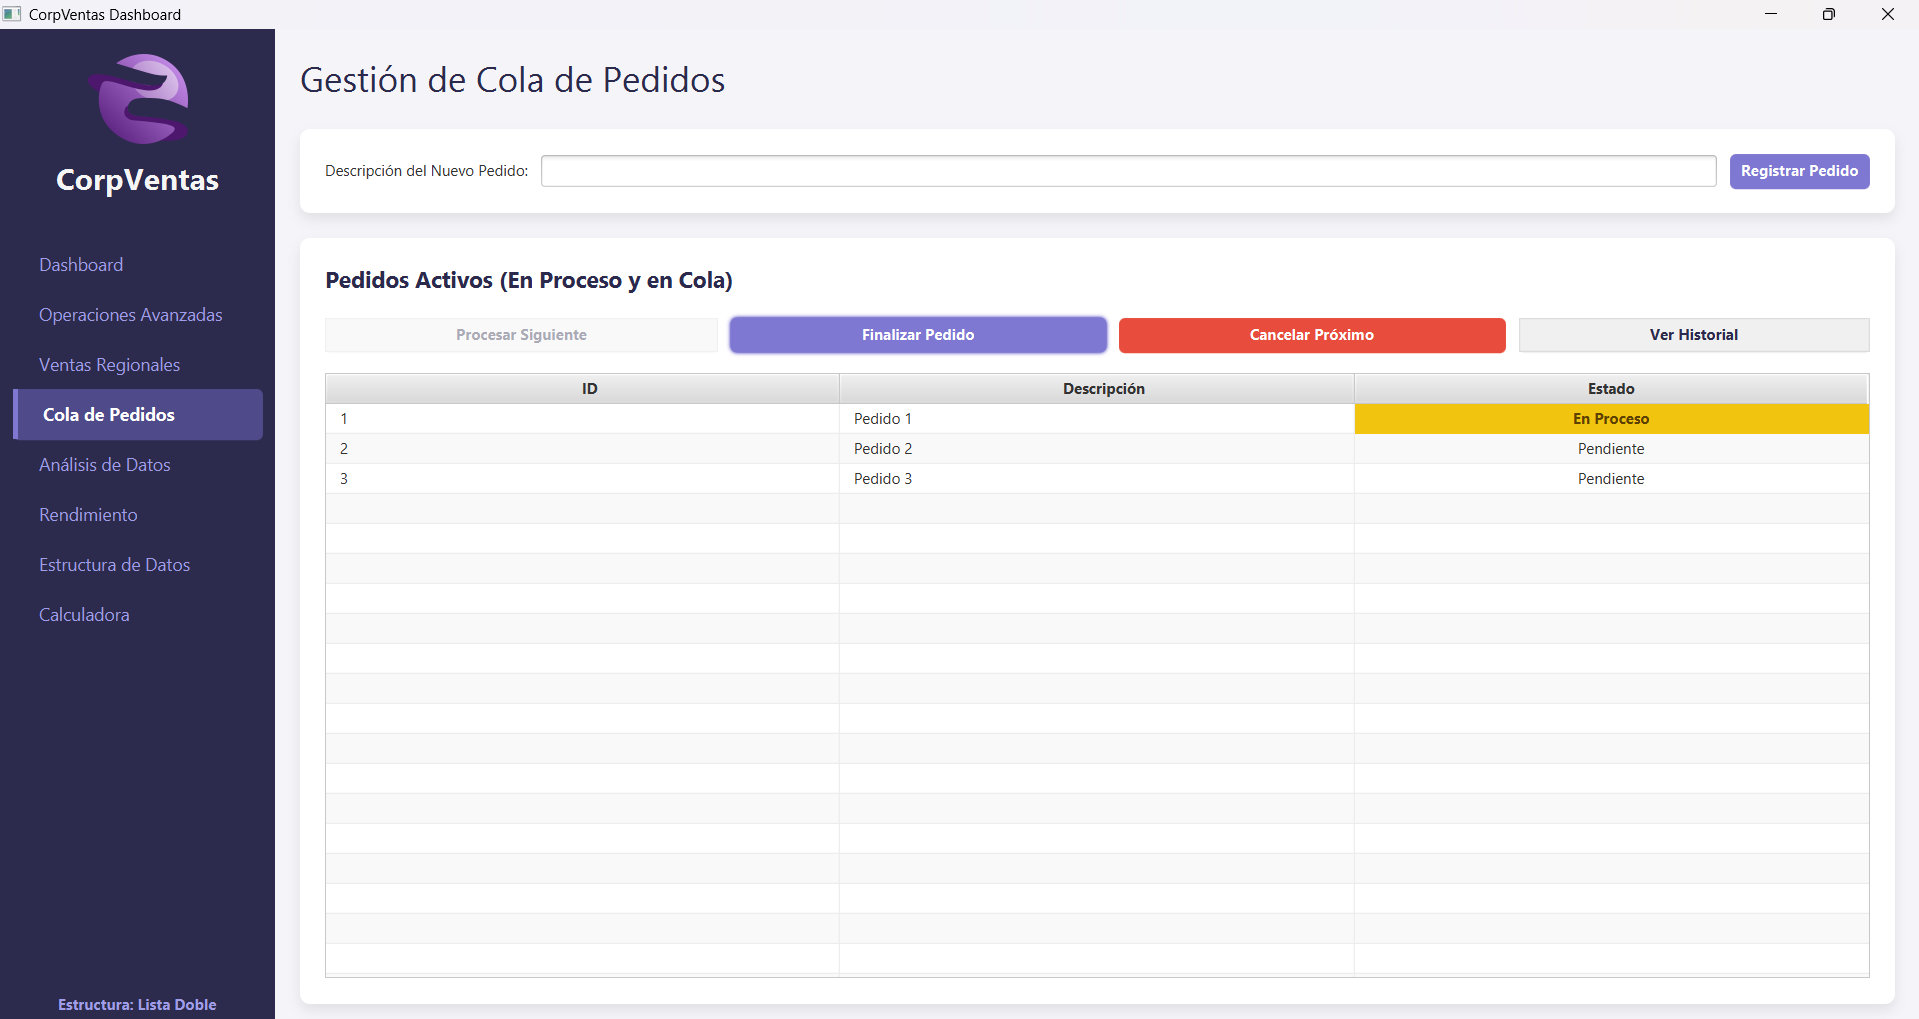 CorpVentas Dashboard
CorpVentas
Dashboard
Operaciones Avanzadas
Ventas Regionales
Cola de Pedidos
Análisis de Datos
Rendimiento
Estructura de Datos
Calculadora
Estructura: Lista Doble
Gestión de Cola de Pedidos
Descripción del Nuevo Pedido:
Registrar Pedido
Pedidos Activos (En Proceso y en Cola)
Procesar Siguiente Finalizar Pedido Cancelar Próximo Ver Historial
ID Descripción Estado
1 Pedido 1 En Proceso
2 Pedido 2 Pendiente
3 Pedido 3 Pendiente